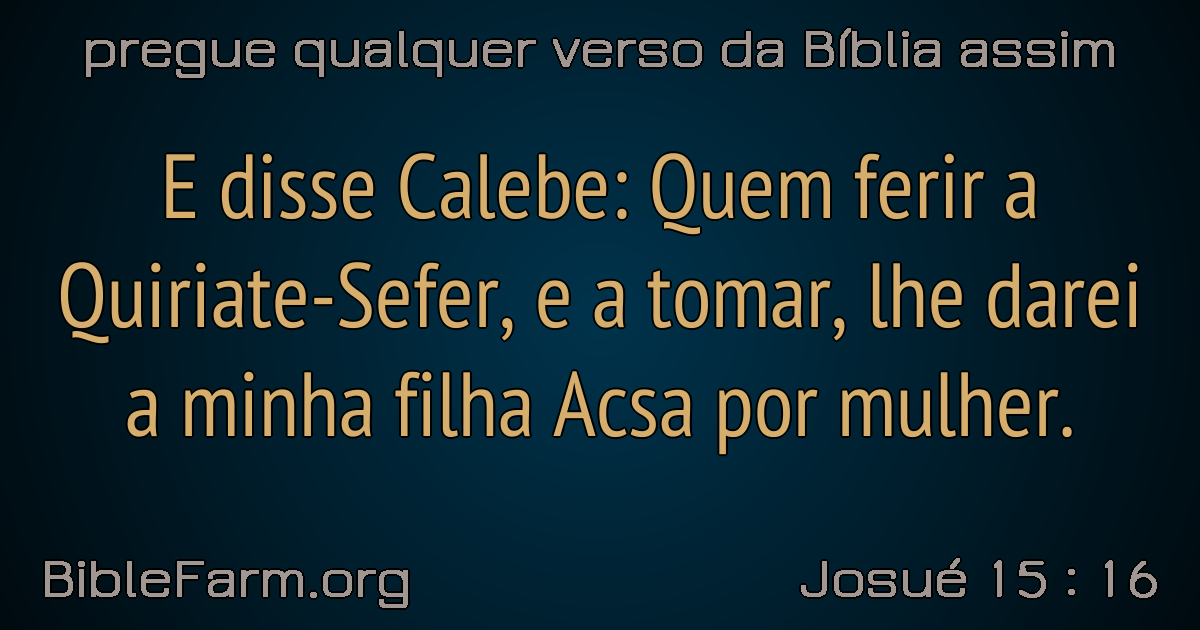 pregue qualquer verso da Bíblia assim
E disse Calebe: Quem ferir a
Quiriate-Sefer, e a tomar, lhe darei
a minha filha Acsa por mulher.
BibleFarm.org
Josué 15 : 16